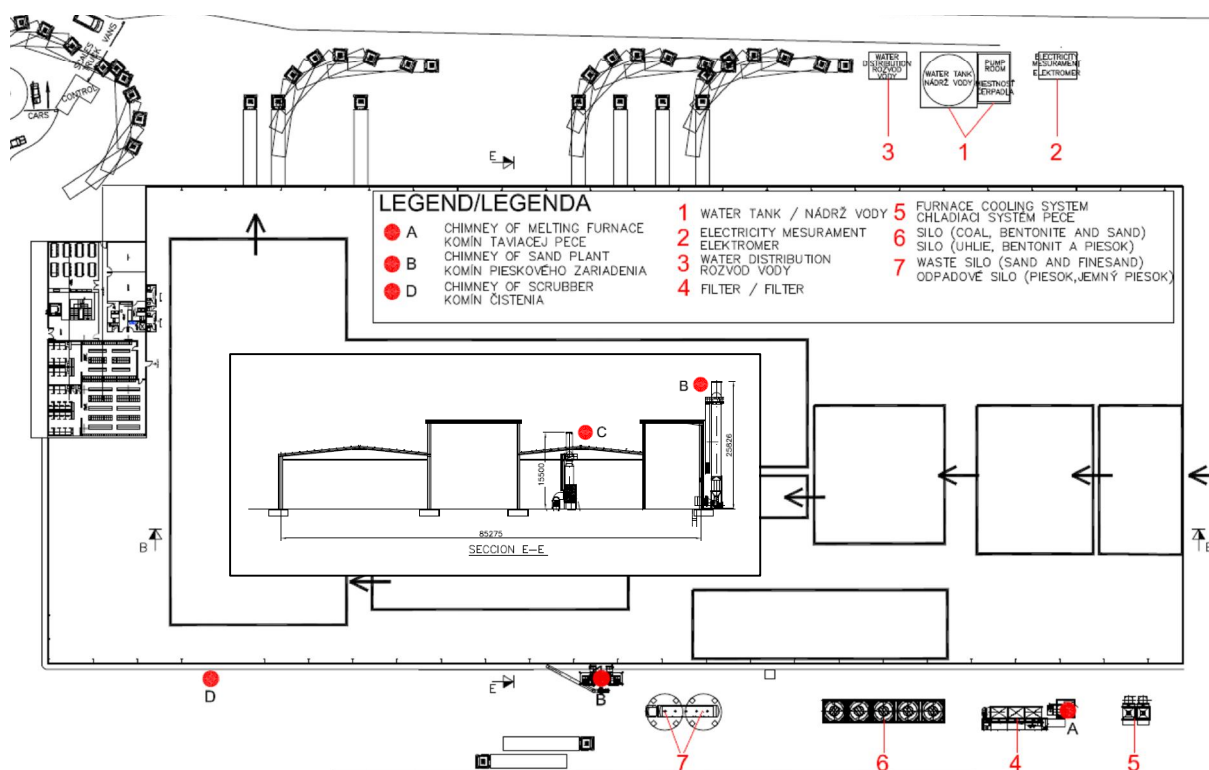 VANS
CONTROL
CARS
WATER
DISTRIBUTION
ROZVOD
VODY
WATER TANK
NÁDRŽ VODY
PUMP
ROOM
MIESTNOSŤ
ČERPADLA
ELECTRICITY
MESURAMENT
ELEKTROMER
3
1
2
E
LEGEND/LEGENDA
A CHIMNEY OF MELTING FURNACE
KOMÍN TAVIACEJ PECE
B CHIMNEY OF SAND PLANT
KOMÍN PIESKOVÉHO ZARIADENIA
D CHIMNEY OF SCRUBBER
KOMÍN ČISTENIA
1 WATER TANK / NÁDRŽ VODY
2 ELECTRICITY MESURAMENT
ELEKTROMER
3 WATER DISTRIBUTION
ROZVOD VODY
4 FILTER / FILTER
5 FURNACE COOLING SYSTEM
CHLADIACI SYSTÉM PECE
6 SILO (COAL, BENTONITE AND SAND)
SILO (UHLIE, BENTONIT A PIESOK)
7 WASTE SILO (SAND AND FINESAND)
ODPADOVÉ SILO (PIESOK,JEMNÝ PIESOK)
B
C
15500
25826
85275
SECCION E-E
B
B
D
E
B
A
7
6
4
5